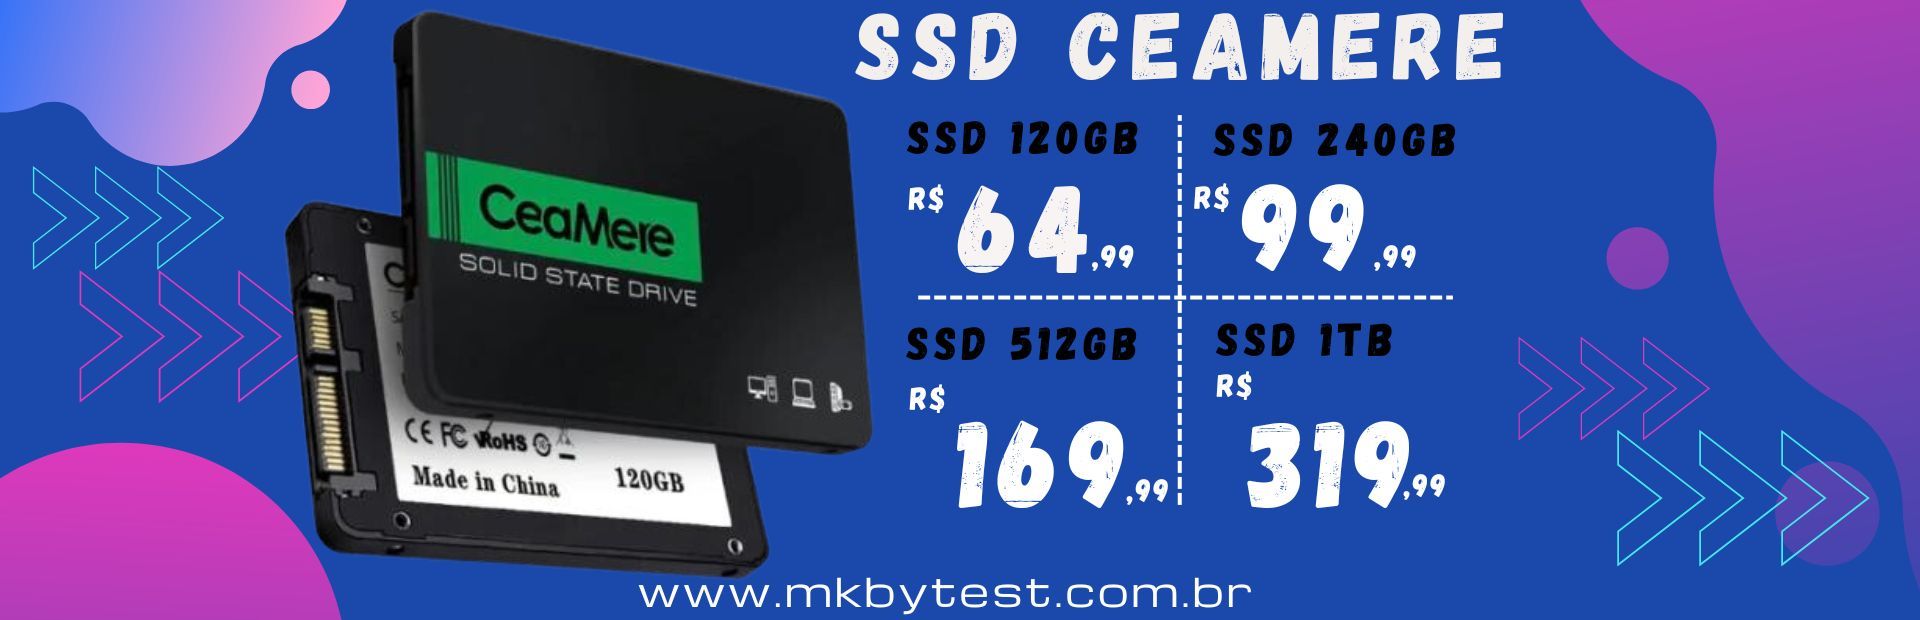 SSD CEAMERE
SSD 120GB
R$ 64,99
SSD 240GB
R$ 99,99
SSD 512GB
R$
169,99
SSD 1TB
R$
319,99
CeaMere
SOLID STATE DRIVE
CE FC RoHS
Made in China 120GB
www.mkbytest.com.br